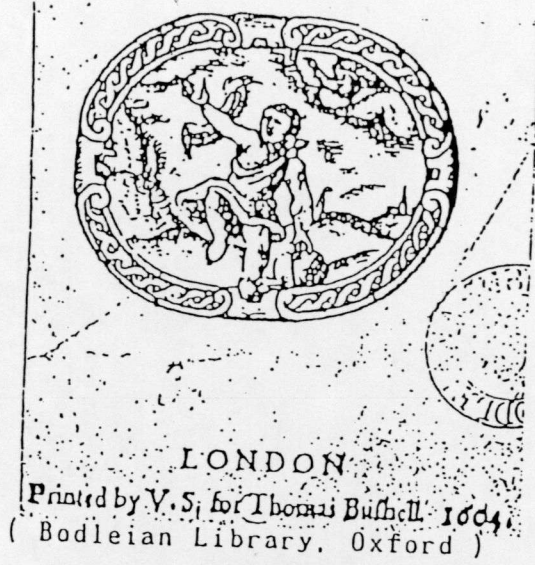 LONDON
Printed by V. S. for Thomas Bushell. 1604.
( Bodleian Library, Oxford )